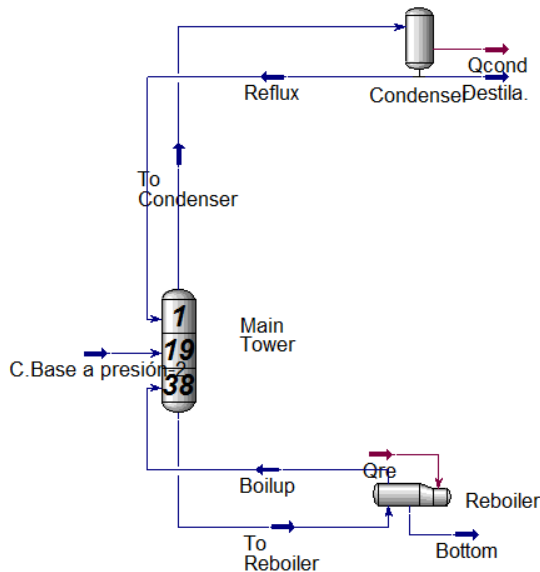 Qcond
Reflux
Condenser
Destila.
To
Condenser
1
Main
Tower
19
C.Base a presión-2
38
Qre
Boilup
Reboiler
To
Reboiler
Bottom